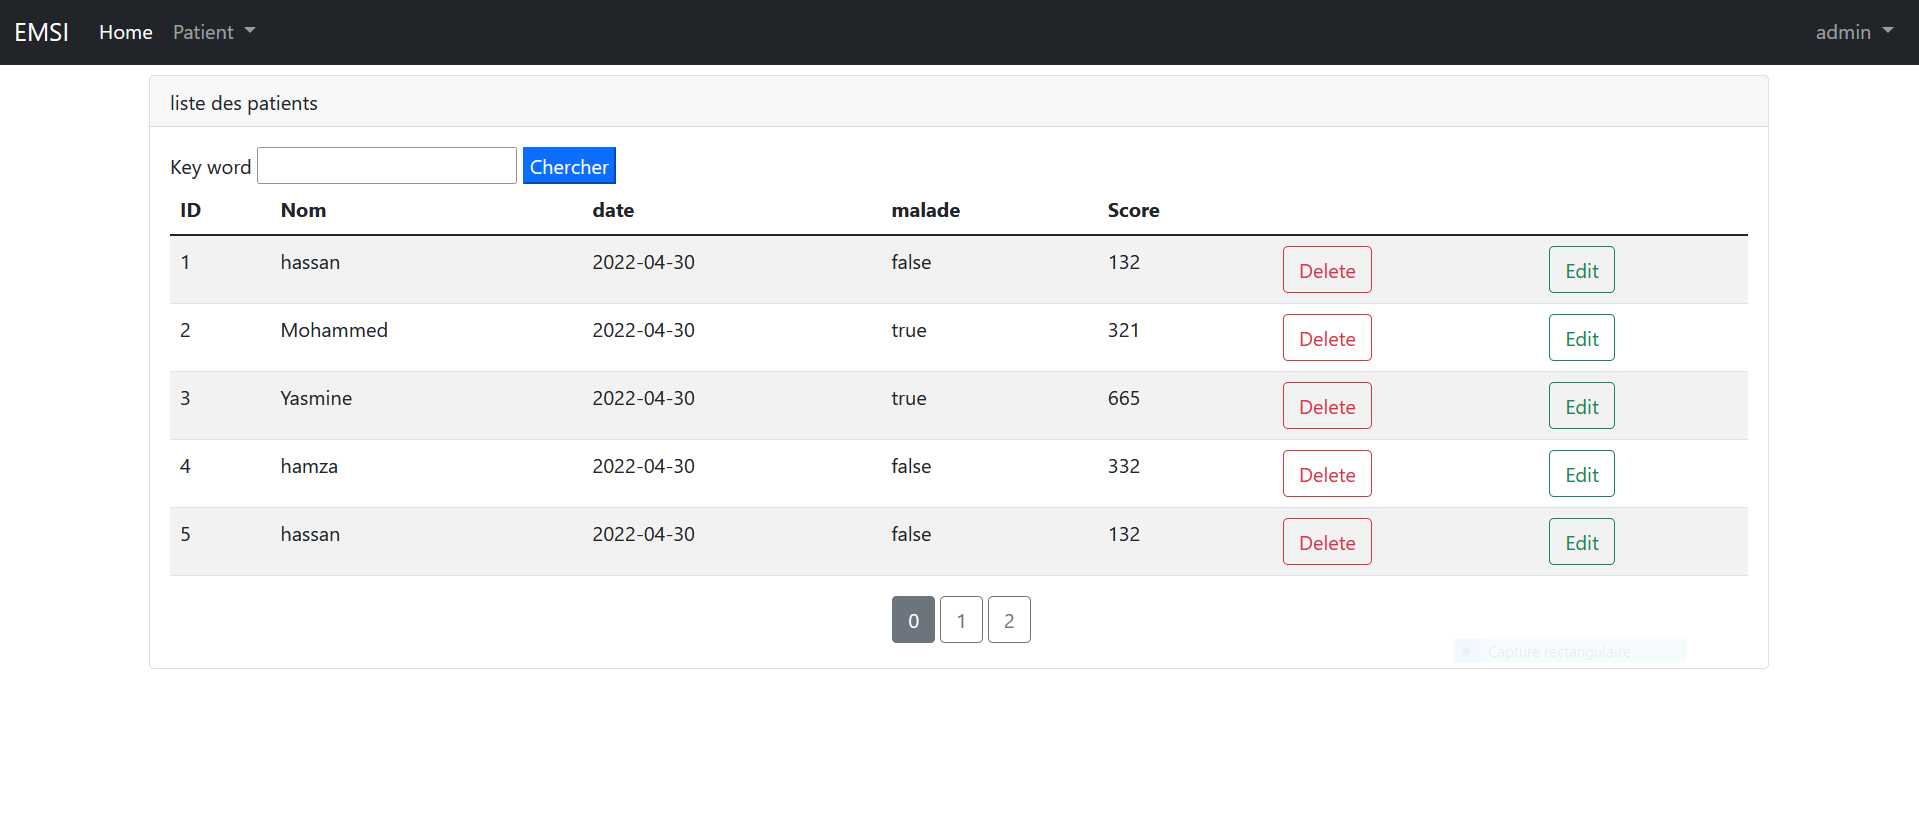 EMSI Home Patient admin
liste des patients
Key word Chercher
ID Nom date malade Score
1 hassan 2022-04-30 false 132 Delete Edit
2 Mohammed 2022-04-30 true 321 Delete Edit
3 Yasmine 2022-04-30 true 665 Delete Edit
4 hamza 2022-04-30 false 332 Delete Edit
5 hassan 2022-04-30 false 132 Delete Edit
0 1 2
Capture rectangulaire